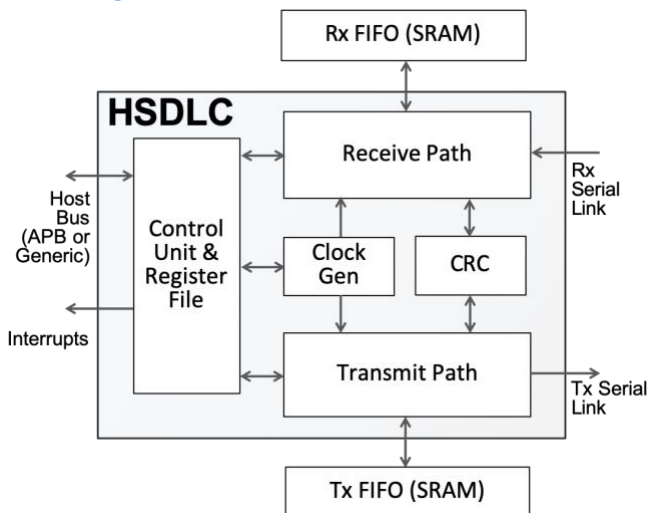 Rx FIFO (SRAM)
HSDLC
Receive Path
Rx
Serial
Link
Host
Bus
(APB or
Generic)
Control
Unit &
Register
File
Clock
Gen
CRC
Interrupts
Transmit Path
Tx Serial
Link
Tx FIFO (SRAM)